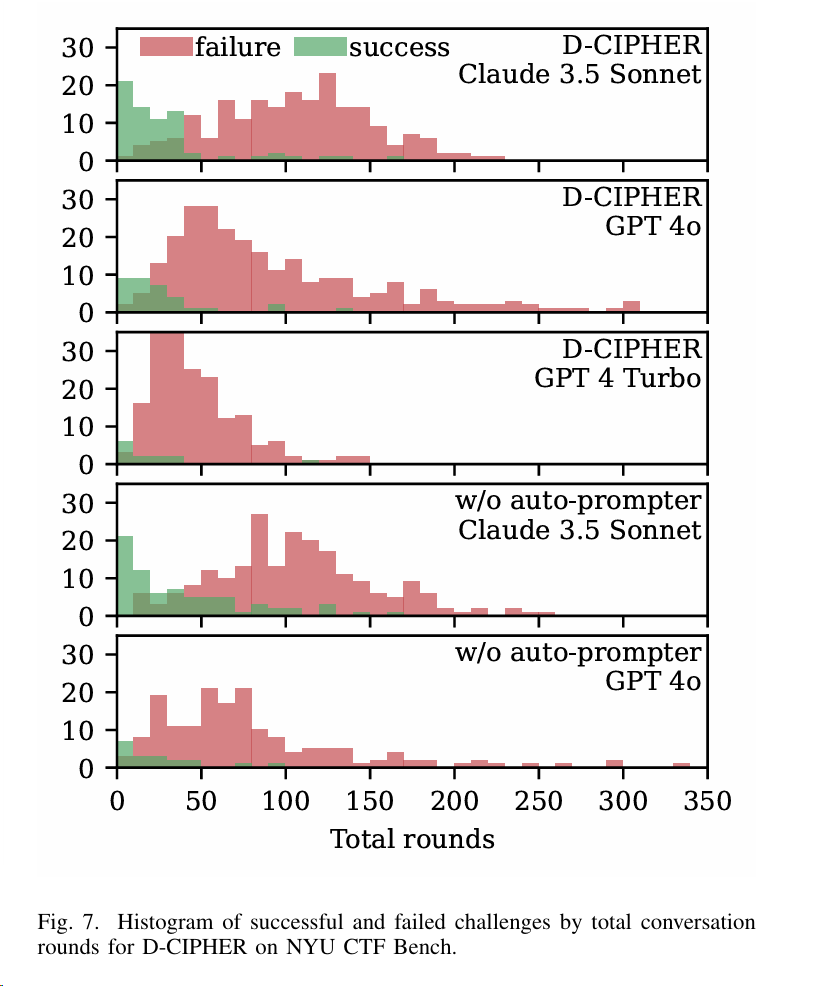 30
20
10
0
failure success
D-CIPHER
Claude 3.5 Sonnet
30
20
10
0
D-CIPHER
GPT 4o
30
20
10
0
D-CIPHER
GPT 4 Turbo
30
20
10
0
w/o auto-prompter
Claude 3.5 Sonnet
30
20
10
0
w/o auto-prompter
GPT 4o
0 50 100 150 200 250 300 350
Total rounds
Fig. 7. Histogram of successful and failed challenges by total conversation
rounds for D-CIPHER on NYU CTF Bench.